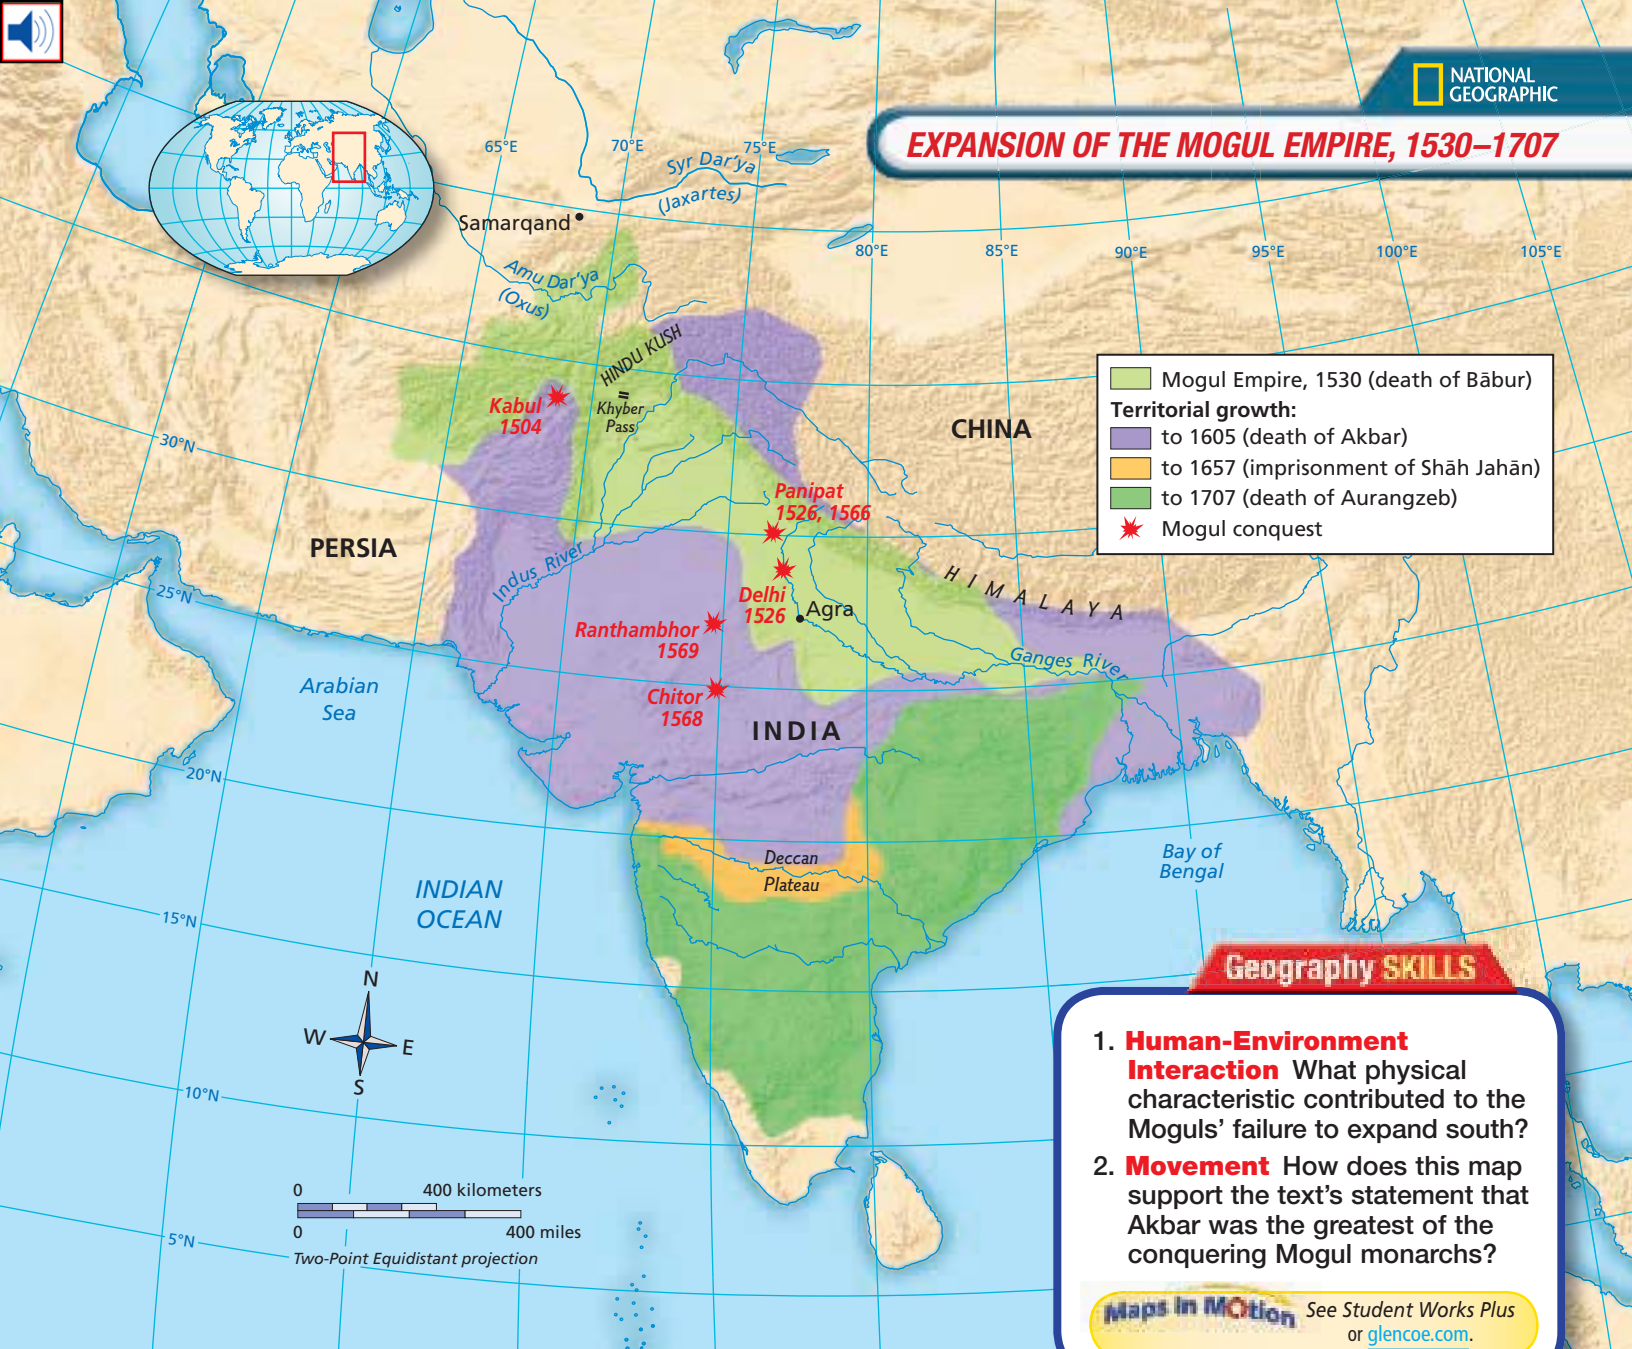 NATIONAL
GEOGRAPHIC
EXPANSION OF THE MOGUL EMPIRE, 1530–1707
65°E
70°E
75°E
80°E
85°E
90°E
95°E
100°E
105°E
Syr Dar'ya
(Jaxartes)
Samarqand
Amu Dar'ya
(Oxus)
HINDU KUSH
Khyber
Pass
Kabul
1504
CHINA
Mogul Empire, 1530 (death of Bābur)
Territorial growth:
to 1605 (death of Akbar)
to 1657 (imprisonment of Shāh Jahān)
to 1707 (death of Aurangzeb)
Mogul conquest
30°N
Panipat
1526, 1566
PERSIA
Indus River
HIMALAYA
25°N
Delhi
1526
Agra
Ranthambhor
1569
Ganges River
Arabian
Sea
Chitor
1568
INDIA
20°N
Deccan
Plateau
Bay of
Bengal
INDIAN
OCEAN
15°N
N
W
E
S
10°N
5°N
0
400 kilometers
0
400 miles
Two-Point Equidistant projection
Geography SKILLS
1. Human-Environment
Interaction What physical
characteristic contributed to the
Moguls' failure to expand south?
2. Movement How does this map
support the text's statement that
Akbar was the greatest of the
conquering Mogul monarchs?
Maps In MOtion
See Student Works Plus
or glencoe.com.